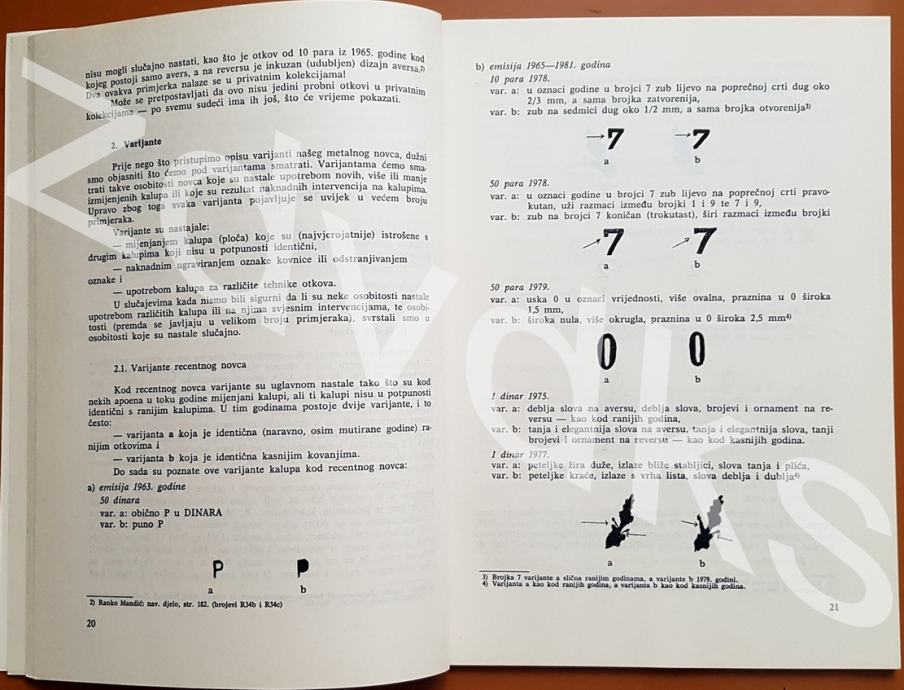 nisu mogli slučajno nastati, kao što je otkov od 10 para iz 1965. godine kod
kojeg postoji samo avers, a na reversu je inkuzan (udubljen) dizajn aversa.²)
Dva ovakva primjerka nalaze se u privatnim kolekcijama!
Može se pretpostavljati da ovo nisu jedini probni otkovi u privatnim
kolekcijama — po svemu sudeći ima ih još, što će vrijeme pokazati.
2. Varijante
Prije nego što pristupimo opisu varijanti našeg metalnog novca, dužni
smo objasniti što ćemo pod varijantama smatrati. Varijantama ćemo sma-
trati takve osobitosti novca koje su nastale upotrebom novih, više ili manje
izmijenjenih kalupa ili koje su rezultat naknadnih intervencija na kalupima.
Upravo zbog toga svaka varijanta pojavljuje se uvijek u većem broju
primjeraka.
Varijante su nastajale:
— mijenjanjem kalupa (ploča) koje su (najvjerojatnije) istrošene s
drugim kalupima koji nisu u potpunosti identični,
— naknadnim ugraviranjem oznake kovnice ili odstranjivanjem
oznake i
— upotrebom kalupa za različite tehnike otkova.
U slučajevima kada nismo bili sigurni da li su neke osobitosti nastale
upotrebom različitih kalupa ili na njima svjesnim intervencijama, te osobi-
tosti (premda se javljaju u velikom broju primjeraka), svrstali smo u
osobitosti koje su nastale slučajno.
2.1. Varijante recentnog novca
Kod recentnog novca varijante su uglavnom nastale tako što su kod
nekih apoena u toku godine mijenjani kalupi, ali ti kalupi nisu u potpunosti
identični s ranijim kalupima. U tim godinama postoje dvije varijante, i to
često:
— varijanta a koja je identična (naravno, osim mutirane godine) ra-
nijim otkovima i
— varijanta b koja je identična kasnijim kovanjima.
Do sada su poznate ove varijante kalupa kod recentnog novca:
a) emisija 1963. godine
50 dinara
var. a: obično P u DINARA
var. b: puno P
P P
a b
2) Ranko Mandić: nav. djelo, str. 182. (brojevi R34b i R34c)
20
b) emisija 1965—1981. godina
10 para 1978.
var. a: u oznaci godine u brojci 7 zub lijevo na poprečnoj crti dug oko
2/3 mm, a sama brojka zatvorenija,
var. b: zub na sedmici dug oko 1/2 mm, a sama brojka otvorenija³)
7 7
a b
50 para 1978.
var. a: u oznaci godine u brojci 7 zub lijevo na poprečnoj crti pravo-
kutan, uži razmaci između brojki 1 i 9 te 7 i 9,
var. b: zub na brojci 7 koničan (trokutast), širi razmaci između brojki
7 7
a b
50 para 1979.
var. a: uska 0 u oznaci vrijednosti, više ovalna, praznina u 0 široka
1,5 mm,
var. b: široka nula, više okrugla, praznina u 0 široka 2,5 mm⁴)
0 0
a b
1 dinar 1975.
var. a: deblja slova na aversu, deblja slova, brojevi i ornament na re-
versu — kao kod ranijih godina,
var. b: tanja i elegantnija slova na aversu, tanja i elegantnija slova, tanji
brojevi i ornament na reversu — kao kod kasnijih godina.
1 dinar 1977.
var. a: peteljke žira duže, izlaze bliže stabljici, slova tanja i plića,
var. b: peteljke kraće, izlaze s vrha lista, slova deblja i dublja⁴)
a b
3) Brojka 7 varijante a slična ranijim godinama, a varijante b 1979. godini.
4) Varijanta a kao kod ranijih godina, a varijanta b kao kod kasnijih godina.
21